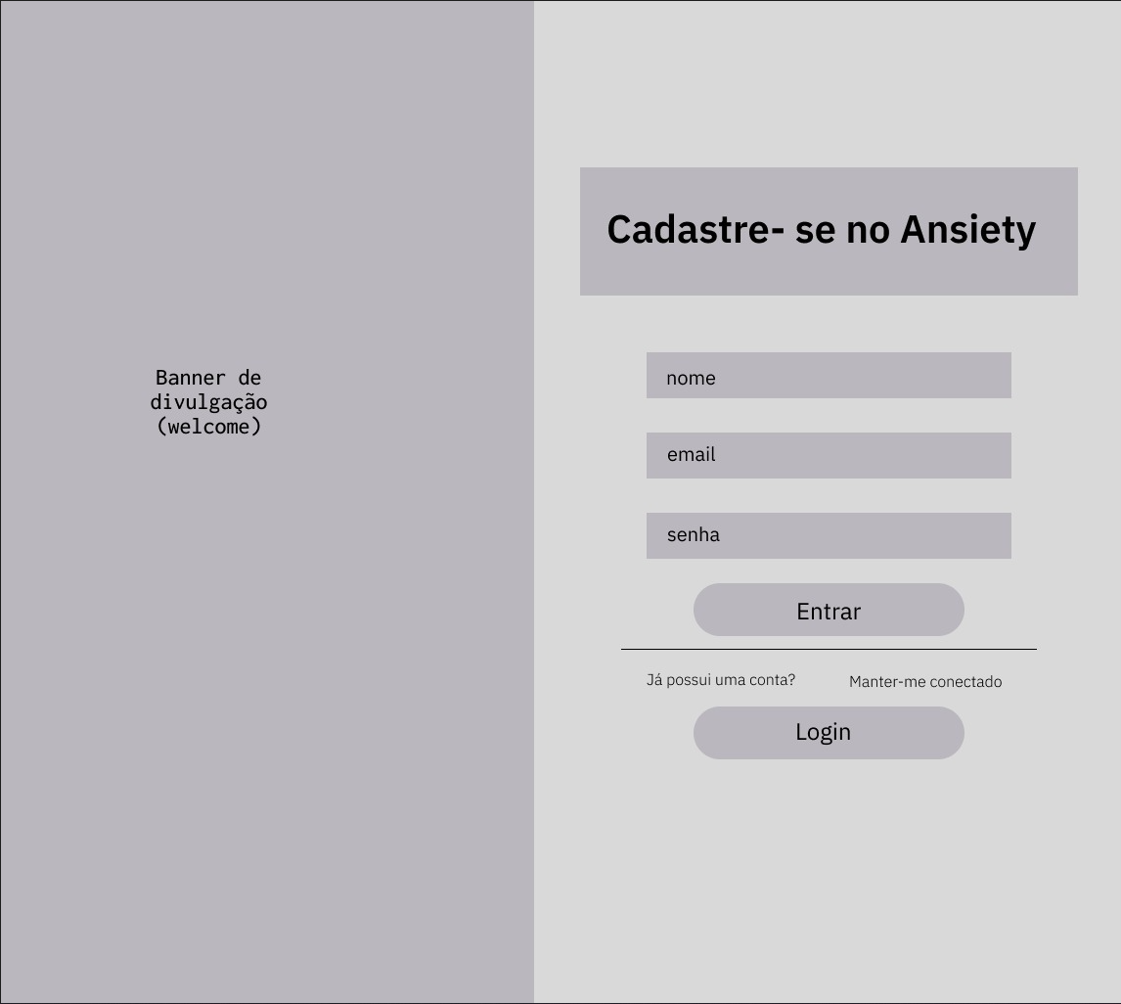 Banner de
divulgação
(welcome)
Cadastre- se no Ansiety
nome
email
senha
Entrar
Já possui uma conta?
Manter-me conectado
Login